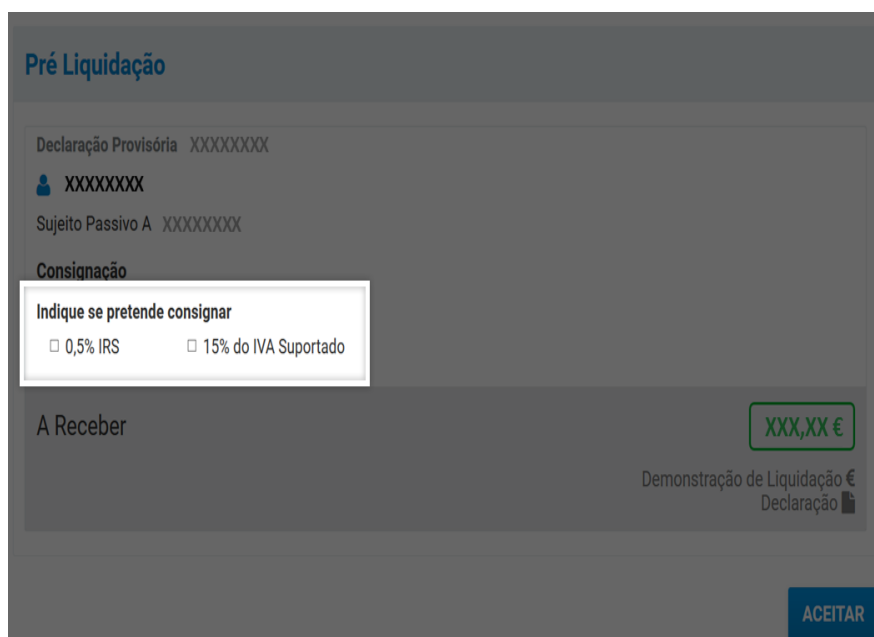 Pré Liquidação
Declaração Provisória XXXXXXXX
XXXXXXXX
Sujeito Passivo A XXXXXXXX
Consignação
Indique se pretende consignar
0,5% IRS 15% do IVA Suportado
A Receber XXX,XX €
Demonstração de Liquidação €
Declaração
ACEITAR